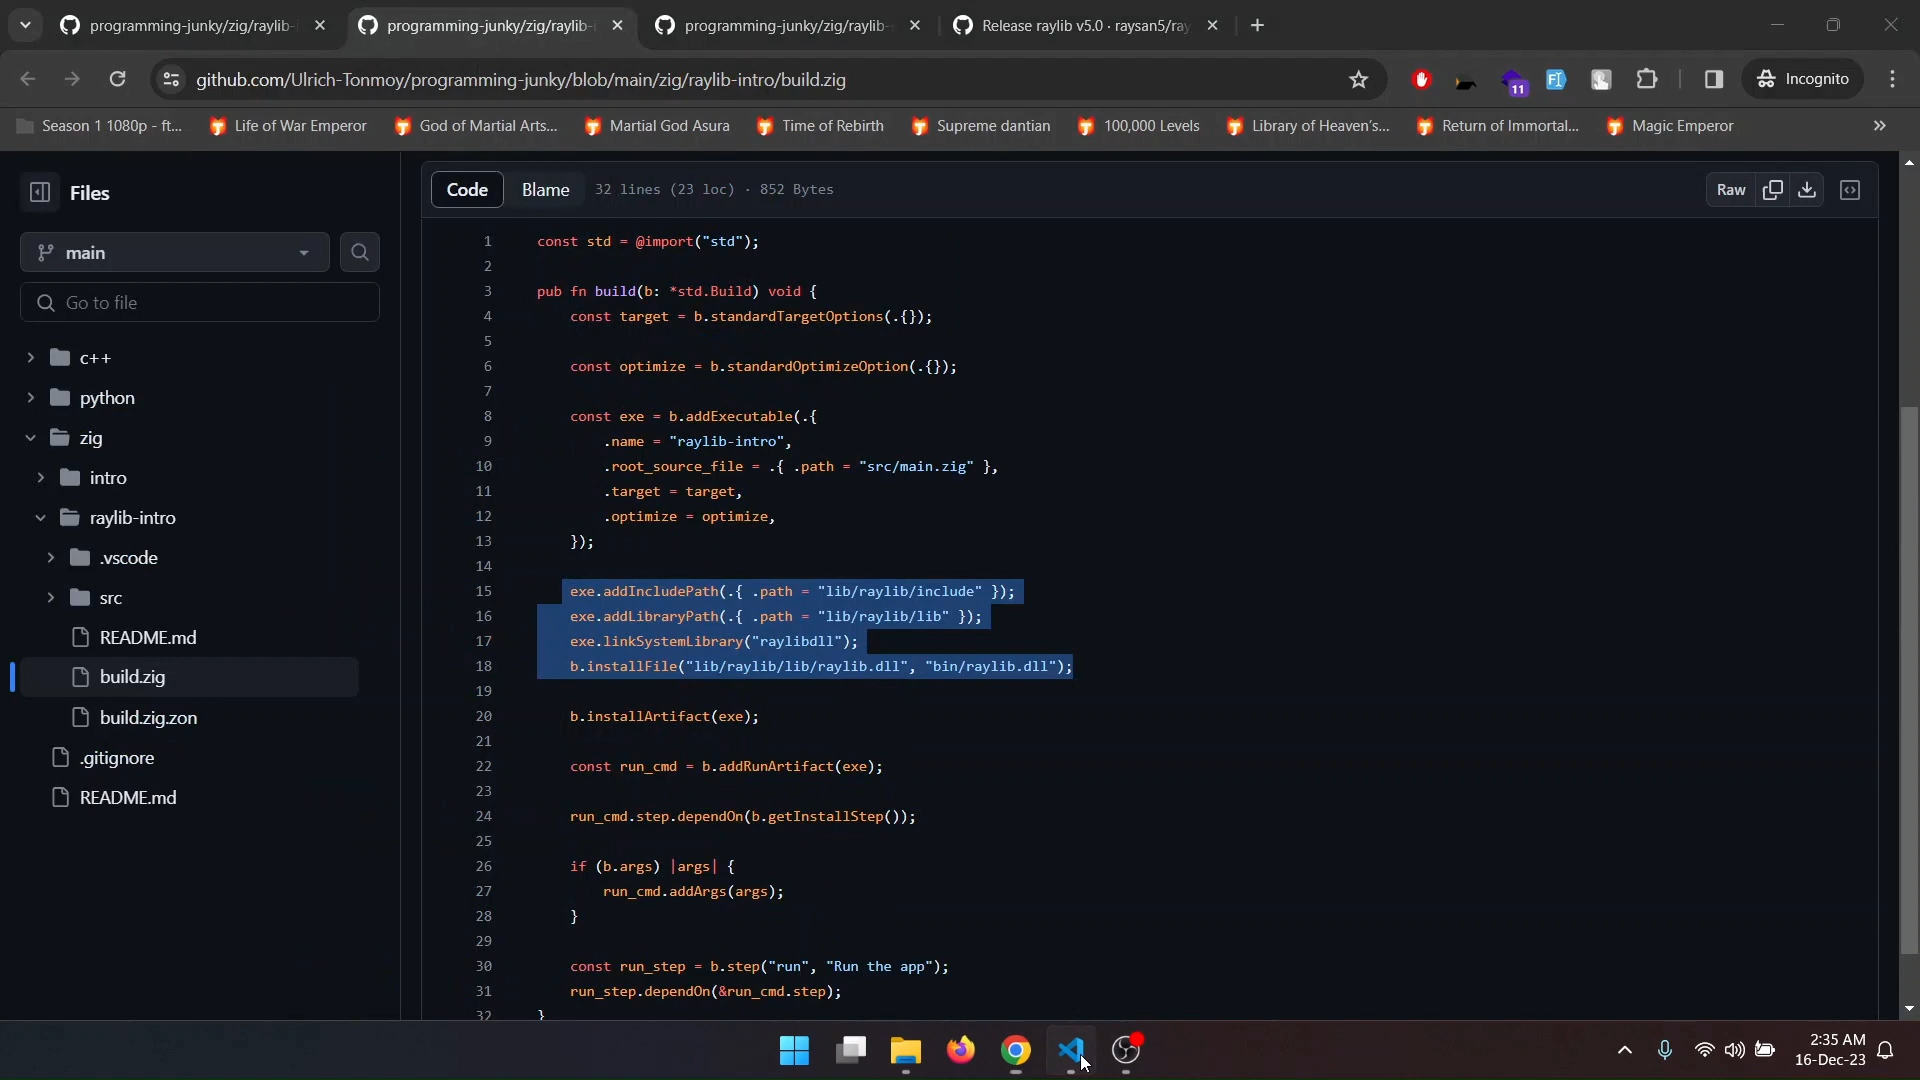 programming-junky/zig/raylib-i
programming-junky/zig/raylib-i
programming-junky/zig/raylib-
Release raylib v5.0 · raysan5/ray
github.com/Ulrich-Tonmoy/programming-junky/blob/main/zig/raylib-intro/build.zig
11
Incognito
Season 1 1080p - ft...
Life of War Emperor
God of Martial Arts...
Martial God Asura
Time of Rebirth
Supreme dantian
100,000 Levels
Library of Heaven's...
Return of Immortal...
Magic Emperor
Files
main
Go to file
c++
python
zig
intro
raylib-intro
.vscode
src
README.md
build.zig
build.zig.zon
.gitignore
README.md
Code
Blame
32 lines (23 loc) · 852 Bytes
Raw
1 const std = @import("std");
2
3 pub fn build(b: *std.Build) void {
4 const target = b.standardTargetOptions(.{});
5
6 const optimize = b.standardOptimizeOption(.{});
7
8 const exe = b.addExecutable(.{
9 .name = "raylib-intro",
10 .root_source_file = .{ .path = "src/main.zig" },
11 .target = target,
12 .optimize = optimize,
13 });
14
15 exe.addIncludePath(.{ .path = "lib/raylib/include" });
16 exe.addLibraryPath(.{ .path = "lib/raylib/lib" });
17 exe.linkSystemLibrary("raylibdll");
18 b.installFile("lib/raylib/lib/raylib.dll", "bin/raylib.dll");
19
20 b.installArtifact(exe);
21
22 const run_cmd = b.addRunArtifact(exe);
23
24 run_cmd.step.dependOn(b.getInstallStep());
25
26 if (b.args) |args| {
27 run_cmd.addArgs(args);
28 }
29
30 const run_step = b.step("run", "Run the app");
31 run_step.dependOn(&run_cmd.step);
32 }
2:35 AM
16-Dec-23